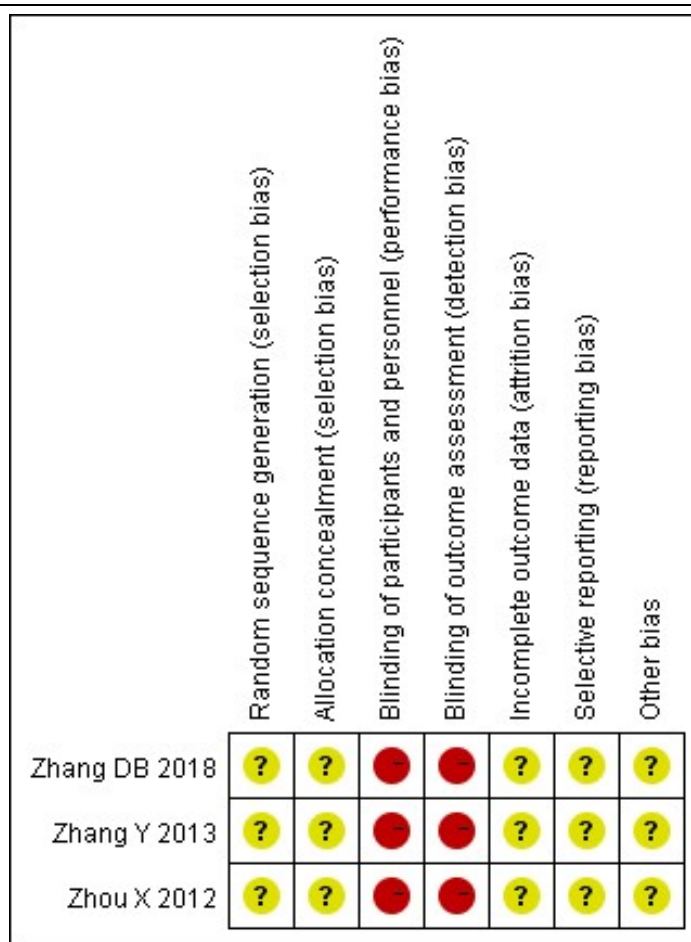 Random sequence generation (selection bias)
Allocation concealment (selection bias)
Blinding of participants and personnel (performance bias)
Blinding of outcome assessment (detection bias)
Incomplete outcome data (attrition bias)
Selective reporting (reporting bias)
Other bias
Zhang DB 2018 ? ? - - ? ? ?
Zhang Y 2013 ? ? - - ? ? ?
Zhou X 2012 ? ? - - ? ? ?